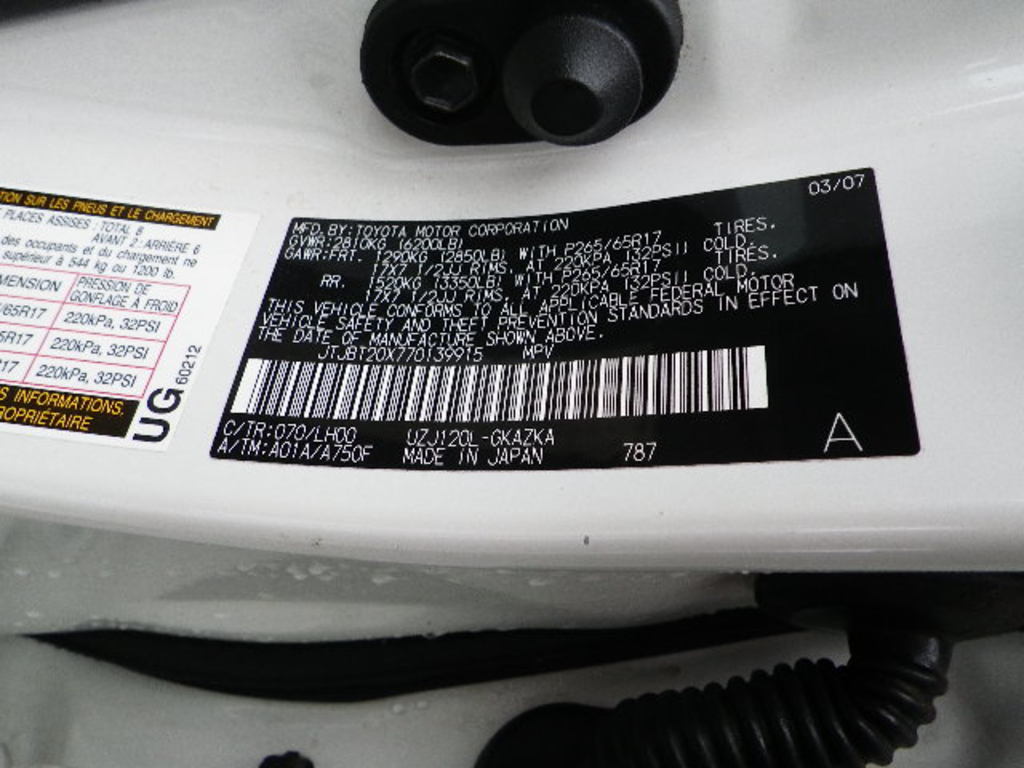 TION SUR LES PNEUS ET LE CHARGEMENT
PLACES ASSISES : TOTAL 8
AVANT 2 : ARRIÈRE 6
des occupants et du chargement ne
supérieur à 544 kg ou 1200 lb.
MENSION PRESSION DE GONFLAGE À FROID
/65R17 220kPa, 32PSI
5R17 220kPa, 32PSI
17 220kPa, 32PSI
S INFORMATIONS,
ROPRIÉTAIRE
UG 60212
03/07
MFD. BY: TOYOTA MOTOR CORPORATION
GVWR: 2810KG (6200LB)
GAWR: FRT. 1290KG (2850LB) WITH P265/65R17 TIRES,
17X7 1/2JJ RIMS, AT 220KPA [32PSI] COLD.
RR. 1520KG (3350LB) WITH P265/65R17 TIRES,
17X7 1/2JJ RIMS, AT 220KPA [32PSI] COLD.
THIS VEHICLE CONFORMS TO ALL APPLICABLE FEDERAL MOTOR
VEHICLE SAFETY AND THEFT PREVENTION STANDARDS IN EFFECT ON
THE DATE OF MANUFACTURE SHOWN ABOVE.
JTJBT20X770139915 MPV
C/TR: 070/LH00 UZJ120L-GKAZKA
A/TM: A01A/A750F MADE IN JAPAN 787 A